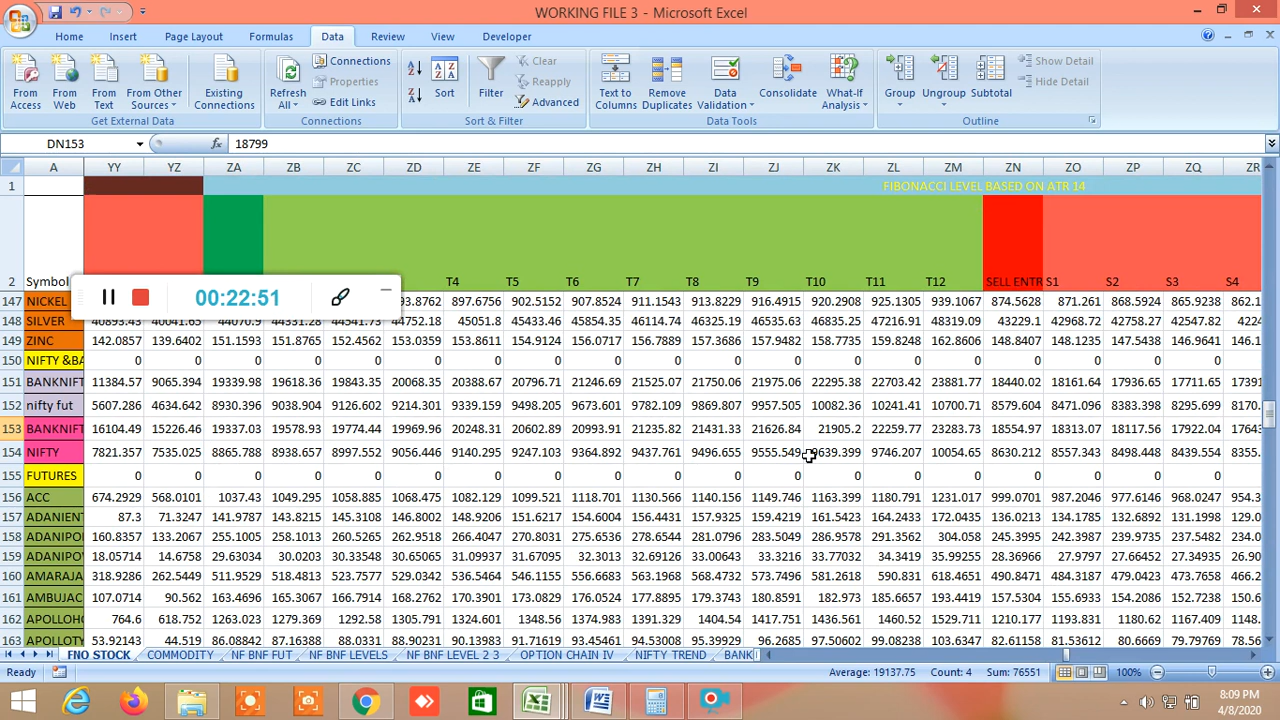 WORKING FILE 3 - Microsoft Excel
Home Insert Page Layout Formulas Data Review View Developer
From Access From Web From Text From Other Sources Existing Connections Refresh All Connections Properties Edit Links Sort Filter Clear Reapply Advanced Text to Columns Remove Duplicates Data Validation Consolidate What-If Analysis Group Ungroup Subtotal Show Detail Hide Detail
Get External Data Connections Sort & Filter Data Tools Outline
DN153 fx 18799
A YY YZ ZA ZB ZC ZD ZE ZF ZG ZH ZI ZJ ZK ZL ZM ZN ZO ZP ZQ ZR
1 FIBONACCI LEVEL BASED ON ATR 14
2 Symbol T4 T5 T6 T7 T8 T9 T10 T11 T12 SELL ENTR S1 S2 S3 S4
00:22:51
147 NICKEL 93.8762 897.6756 902.5152 907.8524 911.1543 913.8229 916.4915 920.2908 925.1305 939.1067 874.5628 871.261 868.5924 865.9238 862.1
148 SILVER 40893.43 40041.65 44070.9 44331.28 44541.73 44752.18 45051.8 45433.46 45854.35 46114.74 46325.19 46535.63 46835.25 47216.91 48319.09 43229.1 42968.72 42758.27 42547.82 4224
149 ZINC 142.0857 139.6402 151.1593 151.8765 152.4562 153.0359 153.8612 154.9124 156.0717 156.7889 157.3686 157.9482 158.7735 159.8248 162.8606 148.8407 148.1235 147.5438 146.9641 146.1
150 NIFTY &BA 0 0 0 0 0 0 0 0 0 0 0 0 0 0 0 0 0 0 0
151 BANKNIFT 11384.57 9065.394 19339.98 19618.36 19843.35 20068.35 20388.67 20796.71 21246.69 21525.07 21750.06 21975.06 22295.38 22703.42 23881.77 18440.02 18161.64 17936.65 17711.65 17391
152 nifty fut 5607.286 4634.642 8930.396 9038.904 9126.602 9214.301 9339.159 9498.205 9673.601 9782.109 9869.807 9957.505 10082.36 10241.41 10700.71 8579.604 8471.096 8383.398 8295.699 8170.
153 BANKNIFT 16104.49 15226.46 19337.03 19578.93 19774.44 19969.96 20248.31 20602.89 20993.91 21235.82 21431.33 21626.84 21905.2 22259.77 23283.73 18554.97 18313.07 18117.56 17922.04 17643
154 NIFTY 7821.357 7535.025 8865.788 8938.657 8997.552 9056.446 9140.295 9247.103 9364.892 9437.761 9496.655 9555.549 9639.399 9746.207 10054.65 8630.212 8557.343 8498.448 8439.554 8355.
155 FUTURES 0 0 0 0 0 0 0 0 0 0 0 0 0 0 0 0 0 0 0
156 ACC 674.2929 568.0101 1037.43 1049.295 1058.885 1068.475 1082.129 1099.521 1118.701 1130.566 1140.156 1149.746 1163.399 1180.791 1231.017 999.0701 987.2046 977.6146 968.0247 954.3
157 ADANIENT 87.3 71.3247 141.9787 143.8215 145.3108 146.8002 148.9206 151.6217 154.6004 156.4431 157.9325 159.4219 161.5423 164.2433 172.0435 136.0213 134.1785 132.6892 131.1998 129.0
158 ADANIPO 160.8357 133.2067 255.1005 258.1508 260.5265 262.9518 266.4047 270.8031 275.6536 278.6544 281.0796 283.5049 286.9578 291.3562 304.058 245.3995 242.3987 239.9735 237.5482 234.0
159 ADANIPOV 18.05714 14.6758 29.63034 30.0203 30.33548 30.65065 31.09937 31.67095 32.3013 32.69126 33.00643 33.3216 33.77032 34.3419 35.99255 28.36966 27.9797 27.66452 27.34935 26.90
160 AMARAJA 318.9286 262.5449 511.9529 518.4813 523.7577 529.0342 536.5464 546.1155 556.6683 563.1968 568.4732 573.7496 581.2618 590.831 618.4651 490.8471 484.3187 479.0423 473.7658 466.2
161 AMBUJAC 107.0714 90.562 163.4696 165.3067 166.7914 168.2762 170.3901 173.0829 176.0524 177.8895 179.3743 180.8591 182.973 185.6657 193.4419 157.5304 155.6933 154.2086 152.7238 150.6
162 APOLLOH 764.6 618.752 1263.023 1279.369 1292.58 1305.791 1324.601 1348.56 1374.983 1391.329 1404.54 1417.751 1436.561 1460.52 1529.711 1210.177 1193.831 1180.62 1167.409 1148.
163 APOLLOTY 53.92143 44.519 86.08842 87.16388 88.0331 88.90231 90.13983 91.71619 93.45461 94.53008 95.39929 96.2685 97.50602 99.08238 103.6347 82.61158 81.53612 80.6669 79.79769 78.56
FNO STOCK COMMODITY NF BNF FUT NF BNF LEVELS NF BNF LEVEL 2 3 OPTION CHAIN IV NIFTY TREND BANK
Ready Average: 19137.75 Count: 4 Sum: 76551 100%
8:09 PM
4/8/2020